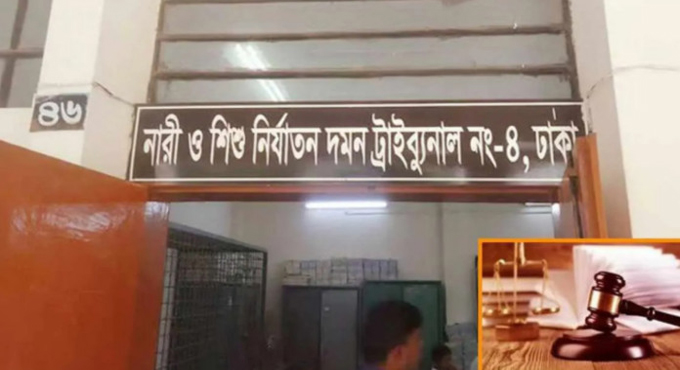 ৪৬
নারী ও শিশু নির্যাতন দমন ট্রাইব্যুনাল নং-৪, ঢাকা